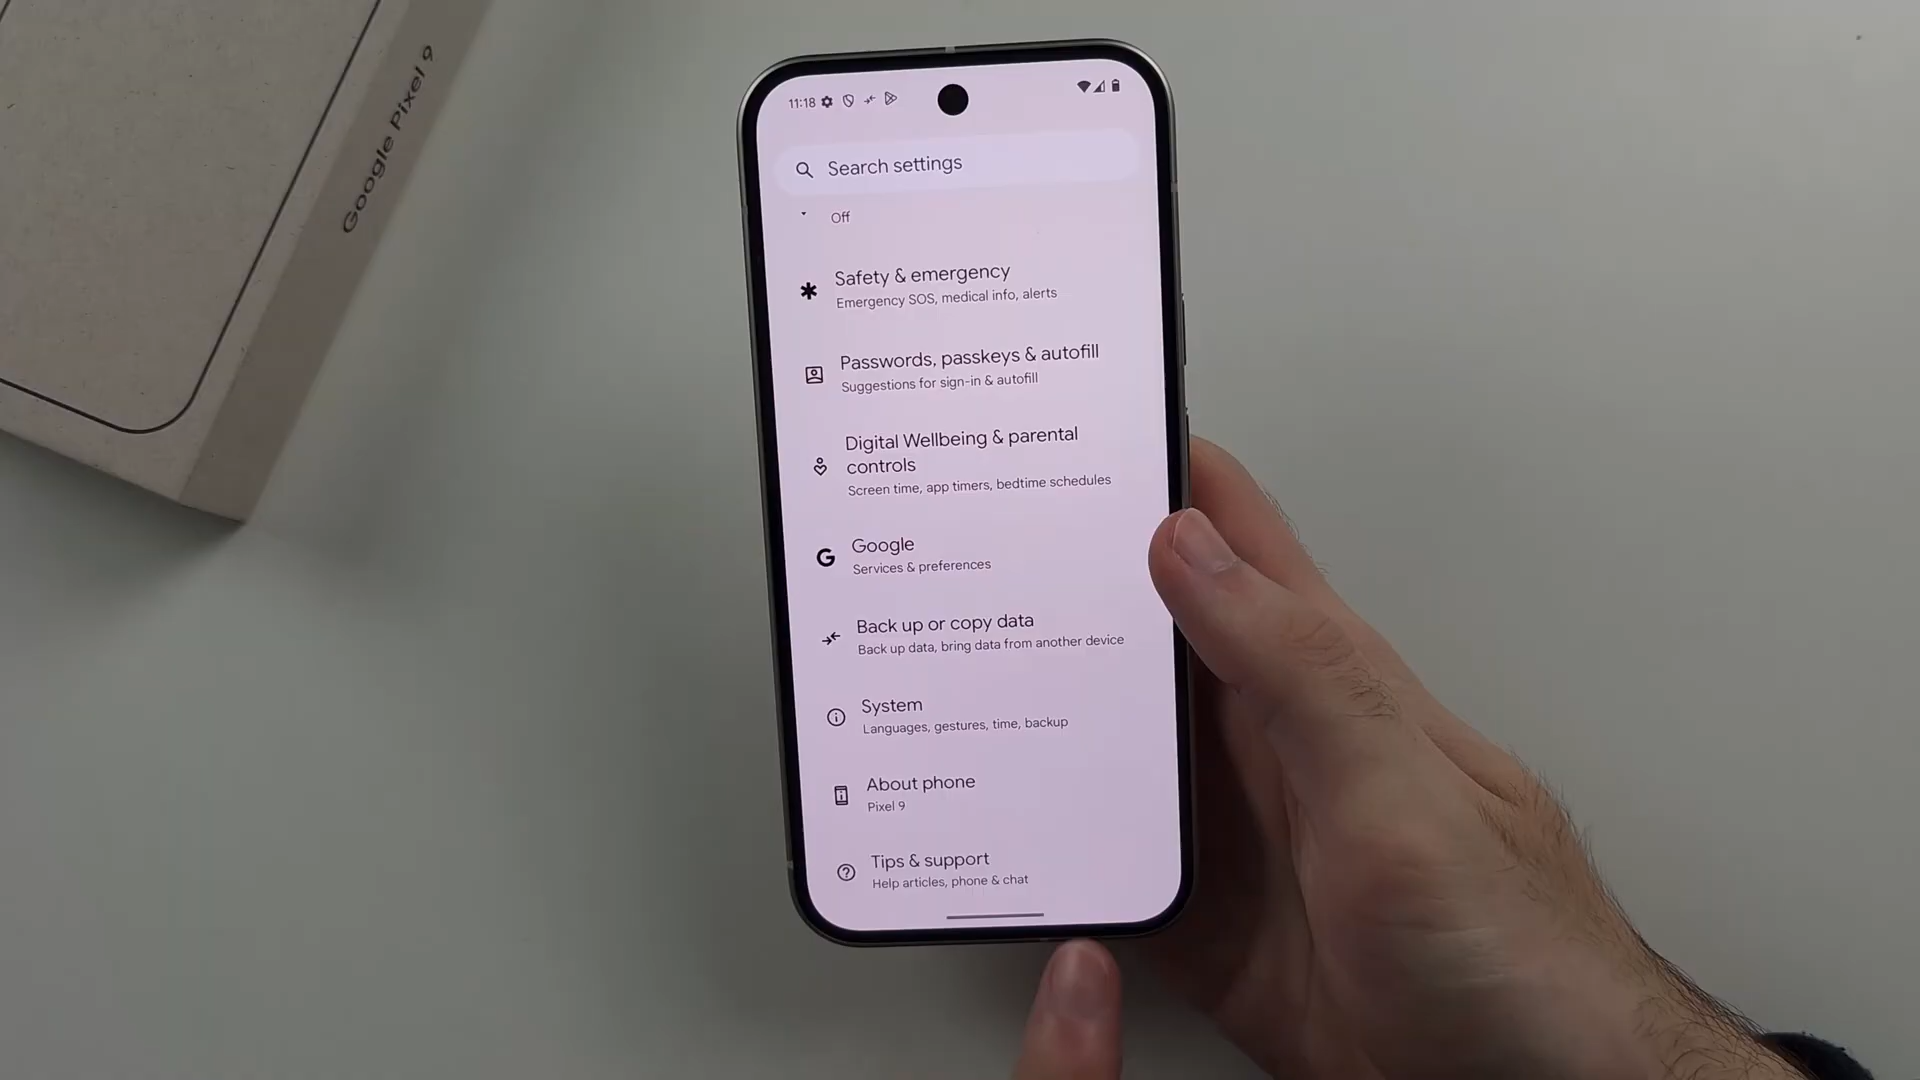 Google Pixel 9
11:18
Search settings
Off
Safety & emergency
Emergency SOS, medical info, alerts
Passwords, passkeys & autofill
Suggestions for sign-in & autofill
Digital Wellbeing & parental
controls
Screen time, app timers, bedtime schedules
Google
Services & preferences
Back up or copy data
Back up data, bring data from another device
System
Languages, gestures, time, backup
About phone
Pixel 9
Tips & support
Help articles, phone & chat